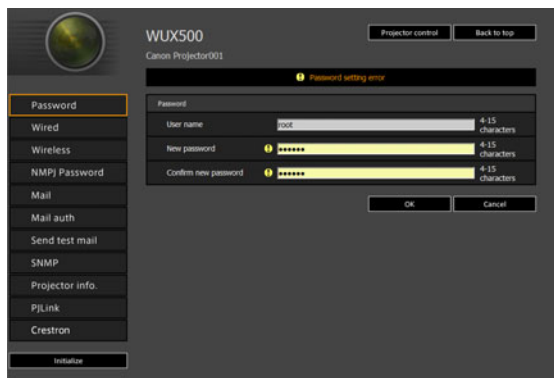 WUX500
Projector control
Back to top
Canon Projector001
Password setting error
Password
Wired
Wireless
NMPJ Password
Mail
Mail auth
Send test mail
SNMP
Projector info.
PJLink
Crestron
Initialize
Password
User name
root
4-15
characters
New password
••••••
4-15
characters
Confirm new password
••••••
4-15
characters
OK
Cancel